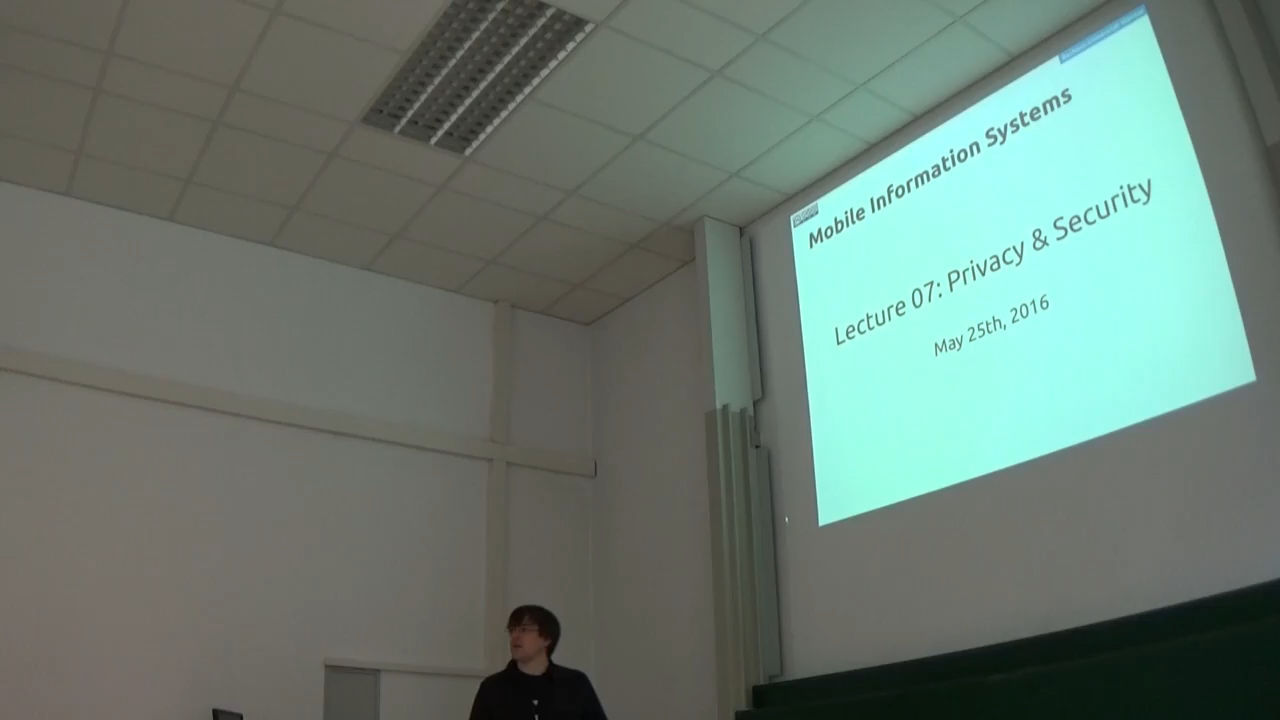 Mobile Information Systems
Lecture 07: Privacy & Security
May 25th, 2016